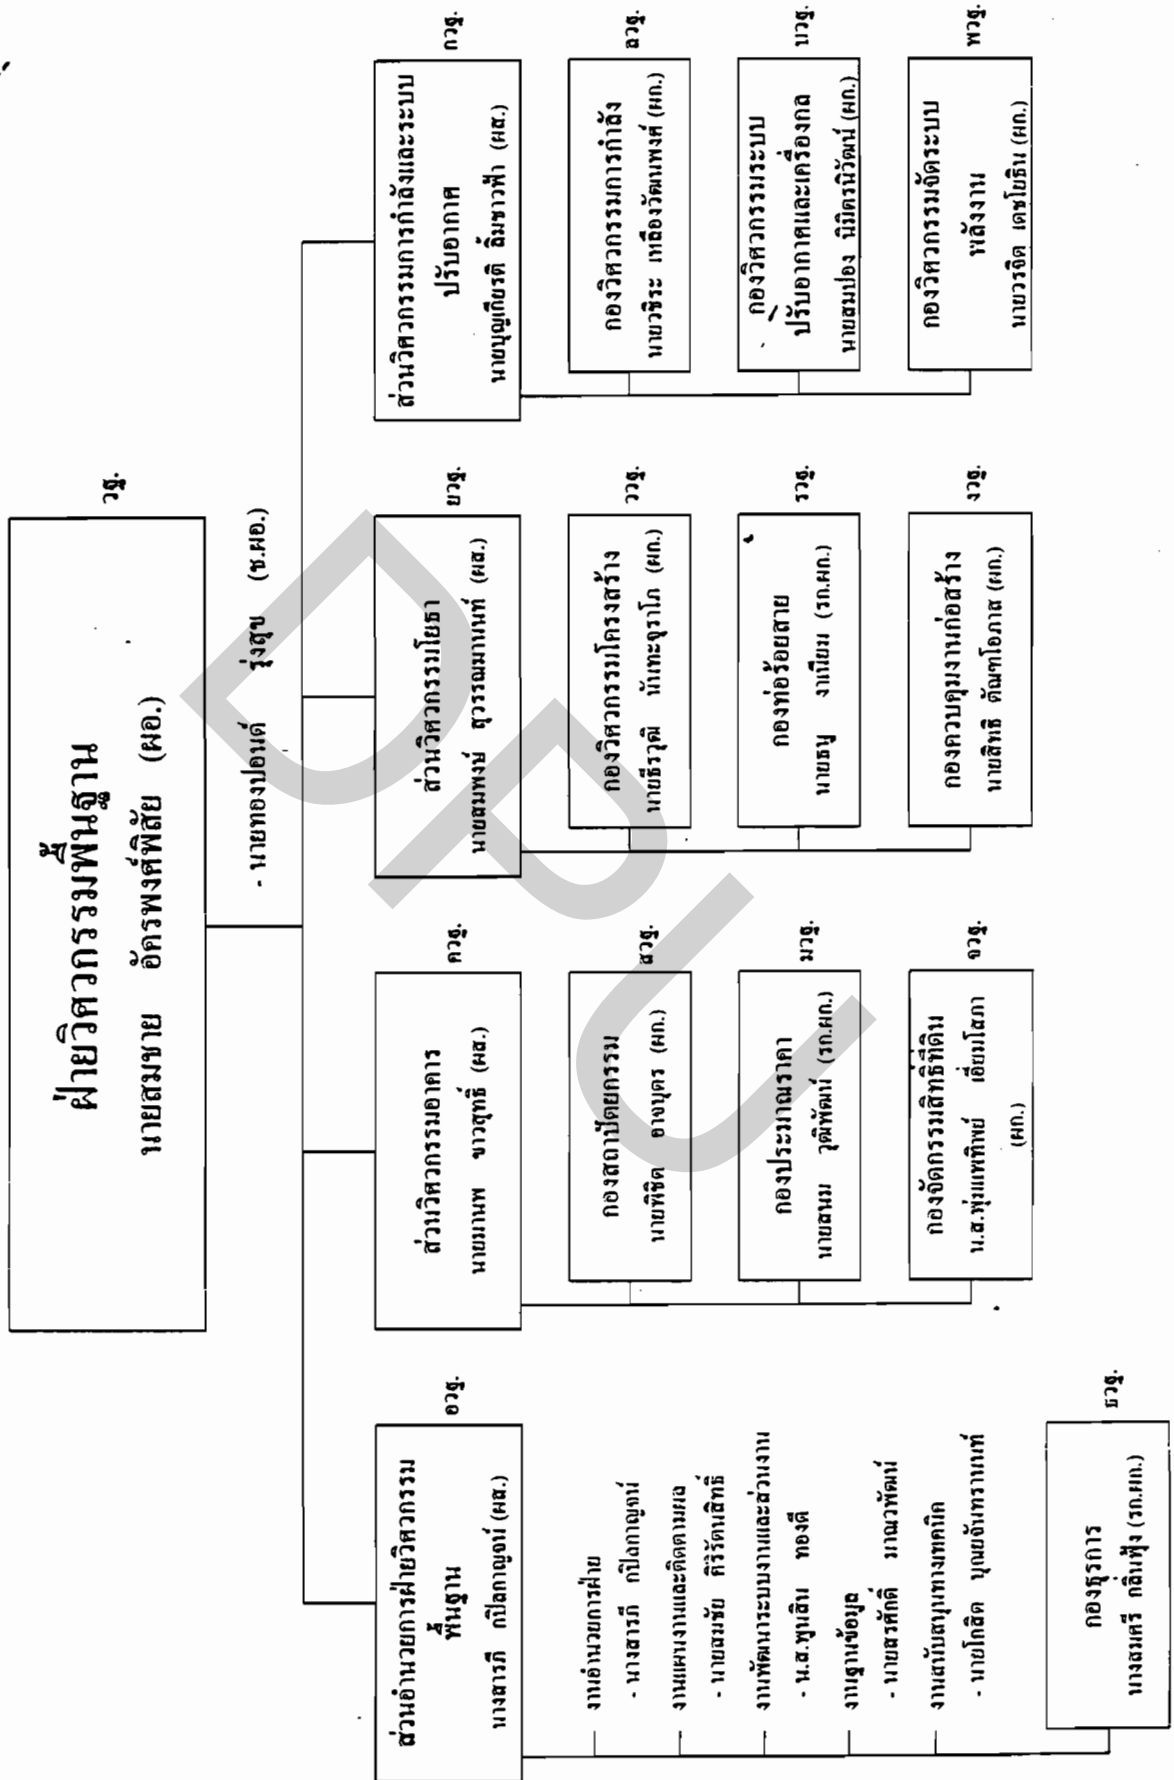 ฝ่ายวิศวกรรมพื้นฐาน
นายสมชาย อัครพงศ์พิสัย (ผอ.)
วฐ.
- นายทองปอนด์ รุ่งสุข (ช.ผอ.)
ส่วนอำนวยการฝ่ายวิศวกรรม
พื้นฐาน
นางสารภี กปิลกาญจน์ (ผส.)
อวฐ.
งานอำนวยการฝ่าย
- นางสารภี กปิลกาญจน์
งานแผนงานและติดตามผล
- นายสมชัย คีรีรัตนสิทธิ์
งานพัฒนาระบบงานและส่วนงาน
- น.ส.พูนสิน ทองดี
งานฐานข้อมูล
- นายสรศักดิ์ มาณวพัฒน์
งานสนับสนุนทางเทคนิค
- นายโกสิต บุณยจันทรานนท์
กองธุรการ
นางสมศรี กลิ่นฟุ้ง (รก.ผก.)
ธวฐ.
ส่วนวิศวกรรมอาคาร
นายมานพ ขาวสุทธิ์ (ผส.)
ควฐ.
กองสถาปัตยกรรม
นายพิชิต อาจบุตร (ผก.)
สวฐ.
กองประมาณราคา
นายสนม วุฒิพัฒน์ (รก.ผก.)
มวฐ.
กองจัดกรรมสิทธิ์ที่ดิน
น.ส.พุ่มแพทิพย์ เอี่ยมโสภา
(ผก.)
จวฐ.
ส่วนวิศวกรรมโยธา
นายสมพงษ์ สุวรรณมานนท์ (ผส.)
ยวฐ.
กองวิศวกรรมโครงสร้าง
นายธีรวุฒิ นันทะจุราโภ (ผก.)
ววฐ.
กองท่อร้อยสาย
นายธนู งาเนียม (รก.ผก.)
รวฐ.
กองควบคุมงานก่อสร้าง
นายสิทธิ ตัณฑโอภาส (ผก.)
งวฐ.
ส่วนวิศวกรรมการกำลังและระบบ
ปรับอากาศ
นายบุญเกียรติ ลิ้มชาวฟ้า (ผส.)
กวฐ.
กองวิศวกรรมการกำลัง
นายวชิระ เหลืองวัฒนพงศ์ (ผก.)
ลวฐ.
กองวิศวกรรมระบบ
ปรับอากาศและเครื่องกล
นายสมปอง นิมิตรนิวัฒน์ (ผก.)
บวฐ.
กองวิศวกรรมจัดระบบ
พลังงาน
นายวรจิต เดชโยธิน (ผก.)
พวฐ.
DPU